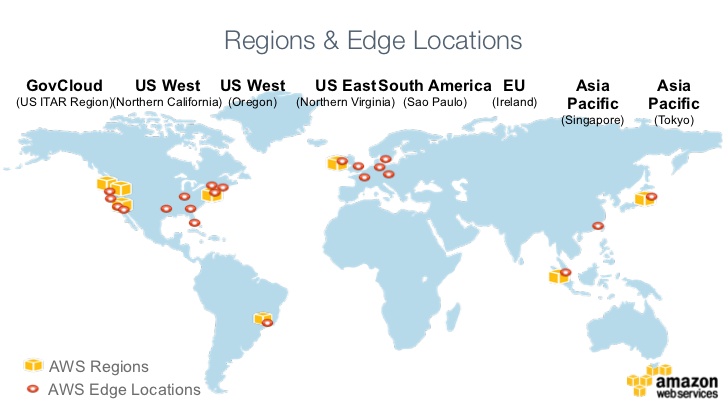 Regions & Edge Locations
GovCloud
(US ITAR Region)
US West
(Northern California)
US West
(Oregon)
US East
(Northern Virginia)
South America
(Sao Paulo)
EU
(Ireland)
Asia
Pacific
(Singapore)
Asia
Pacific
(Tokyo)
AWS Regions
AWS Edge Locations
amazon
webservices